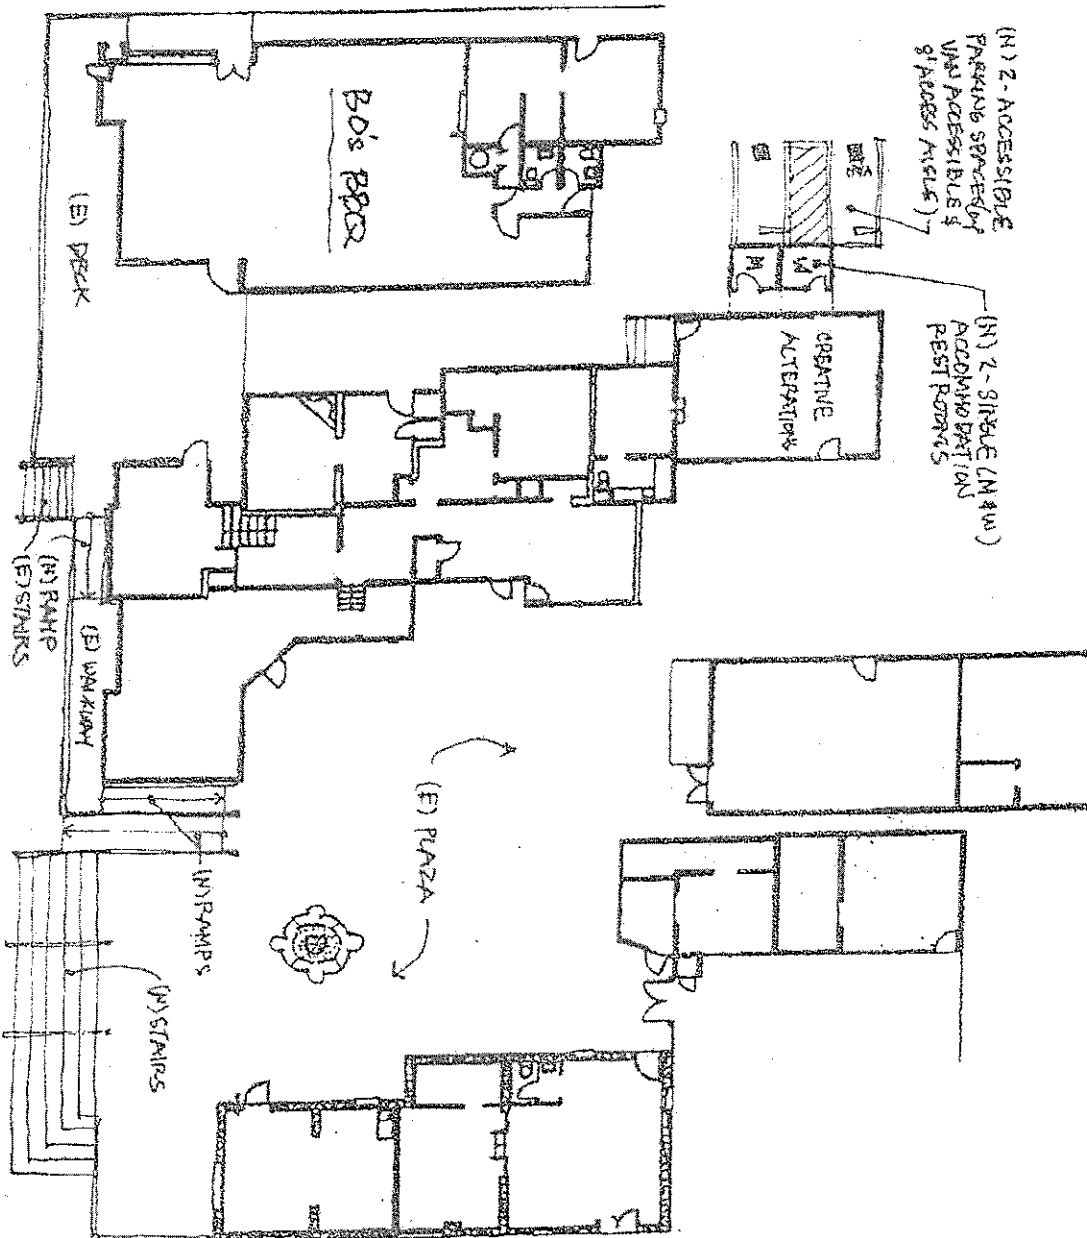 (N) 2-ACCESSIBLE
PARKING SPACES (W/
VAN ACCESSIBLE &
8' ACCESS AISLE)
(N) 2-SINGLE (M & W)
ACCOMMODATION
RESTROOMS
M
W
CREATIVE
ALTERATIONS
BO's BBQ
(E) DECK
(N) RAMP
(E) STAIRS
(E) WALKWAY
(E) PLAZA
(N) RAMPS
(N) STAIRS